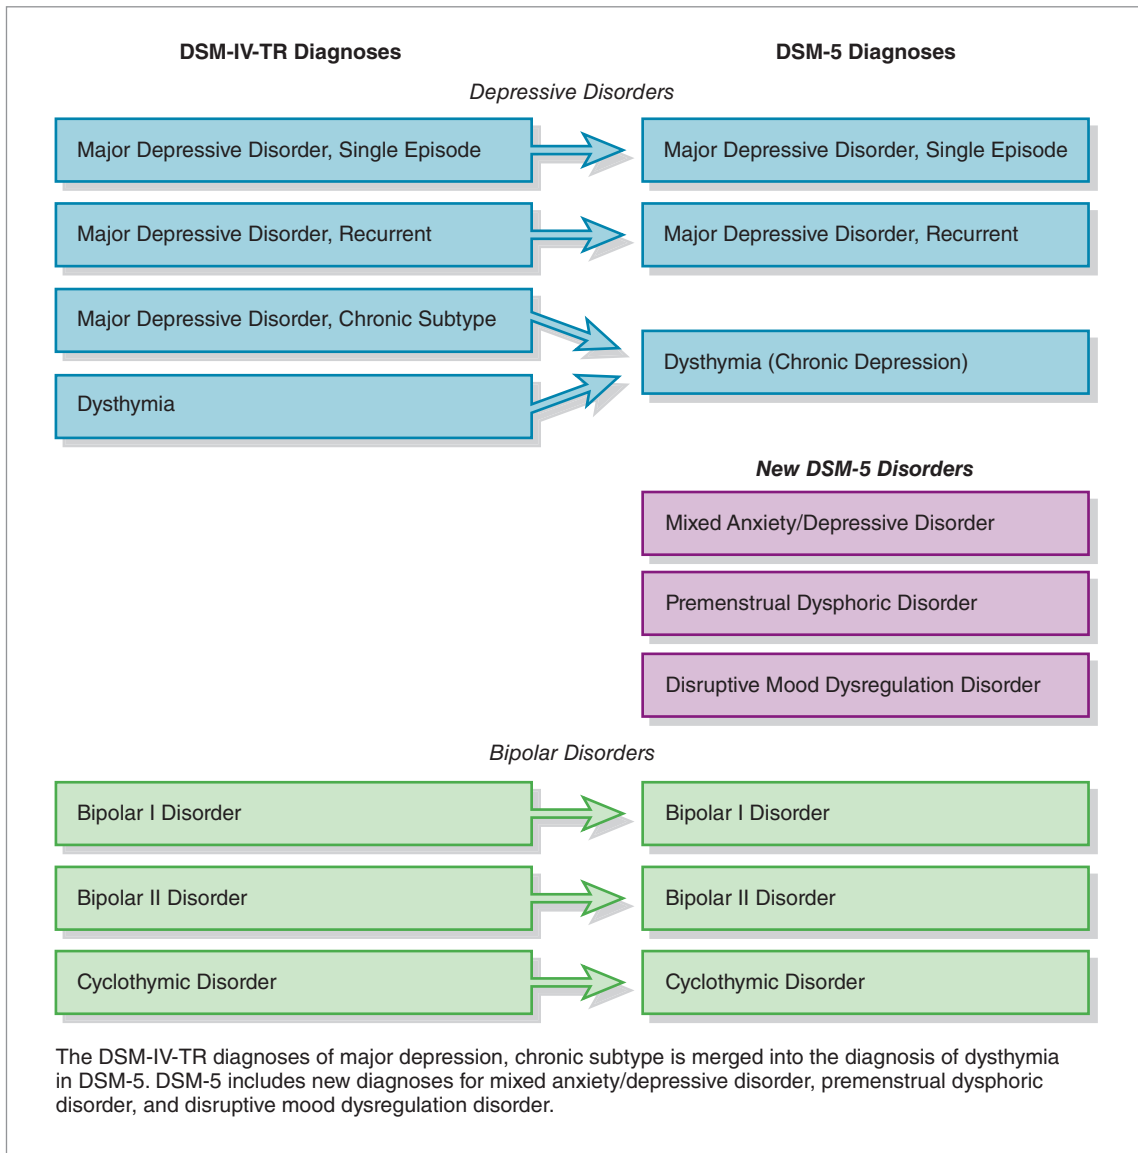 DSM-IV-TR Diagnoses
DSM-5 Diagnoses
Depressive Disorders
Major Depressive Disorder, Single Episode
Major Depressive Disorder, Single Episode
Major Depressive Disorder, Recurrent
Major Depressive Disorder, Recurrent
Major Depressive Disorder, Chronic Subtype
Dysthymia (Chronic Depression)
Dysthymia
New DSM-5 Disorders
Mixed Anxiety/Depressive Disorder
Premenstrual Dysphoric Disorder
Disruptive Mood Dysregulation Disorder
Bipolar Disorders
Bipolar I Disorder
Bipolar I Disorder
Bipolar II Disorder
Bipolar II Disorder
Cyclothymic Disorder
Cyclothymic Disorder
The DSM-IV-TR diagnoses of major depression, chronic subtype is merged into the diagnosis of dysthymia
in DSM-5. DSM-5 includes new diagnoses for mixed anxiety/depressive disorder, premenstrual dysphoric
disorder, and disruptive mood dysregulation disorder.